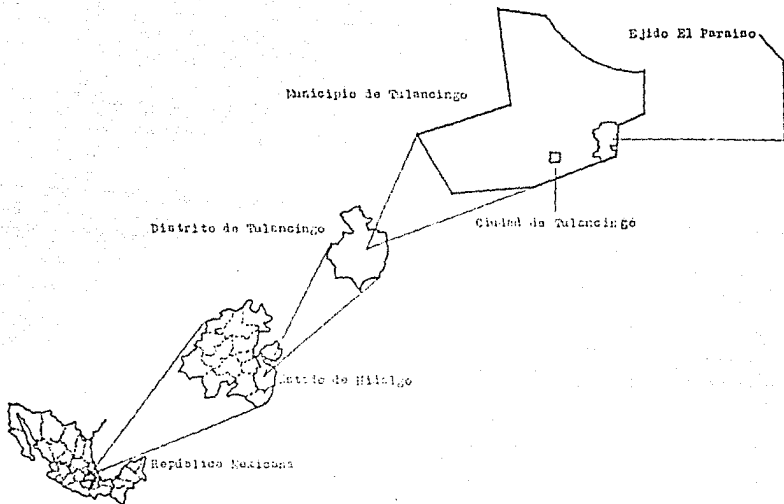 Ejido El Paraiso
Municipio de Tulancingo
Distrito de Tulancingo
Ciudad de Tulancingo
Estado de Hidalgo
República Mexicana